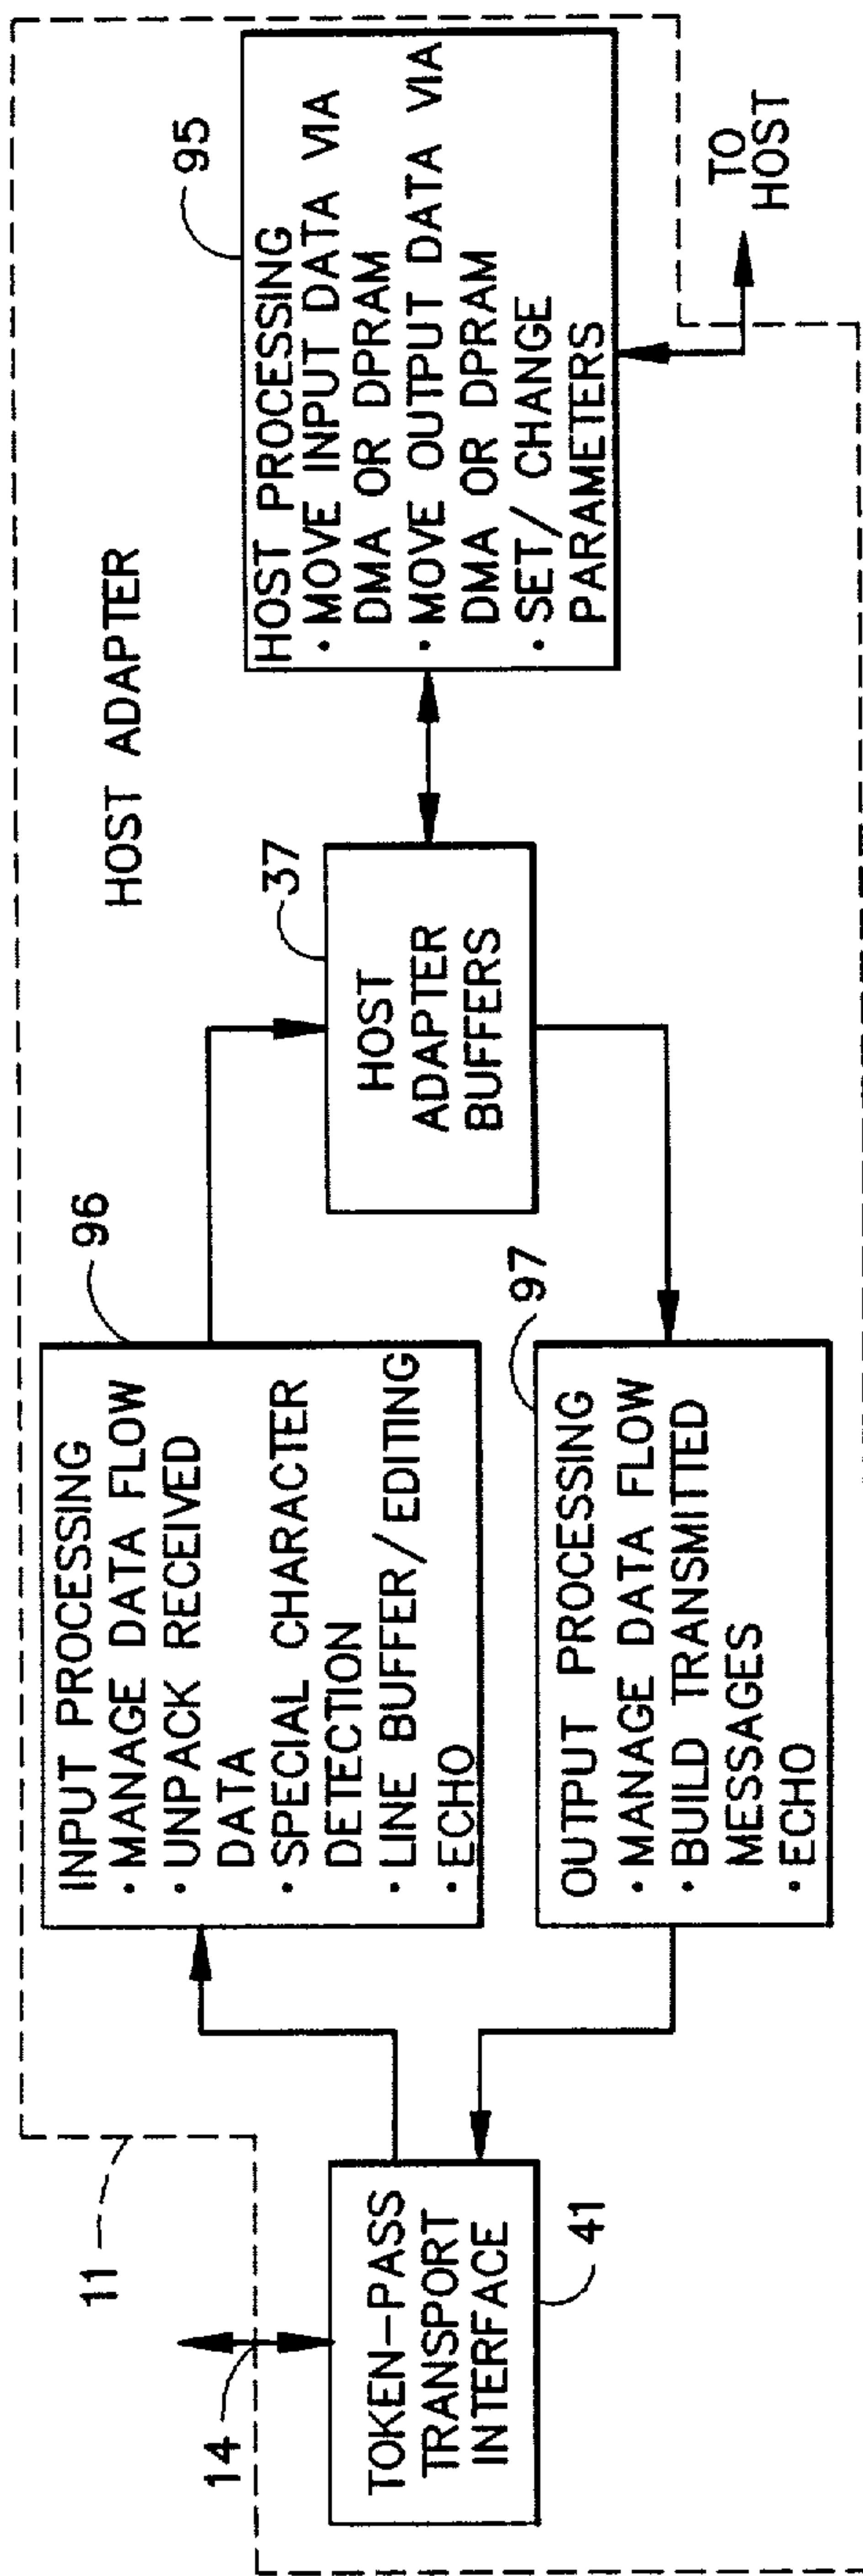 HOST ADAPTER
11
14
TOKEN-PASS
TRANSPORT
INTERFACE
41
96
INPUT PROCESSING
• MANAGE DATA FLOW
• UNPACK RECEIVED
DATA
• SPECIAL CHARACTER
DETECTION
• LINE BUFFER/EDITING
• ECHO
97
OUTPUT PROCESSING
• MANAGE DATA FLOW
• BUILD TRANSMITTED
MESSAGES
• ECHO
37
HOST
ADAPTER
BUFFERS
95
HOST PROCESSING
• MOVE INPUT DATA VIA
DMA OR DPRAM
• MOVE OUTPUT DATA VIA
DMA OR DPRAM
• SET/CHANGE
PARAMETERS
TO
HOST